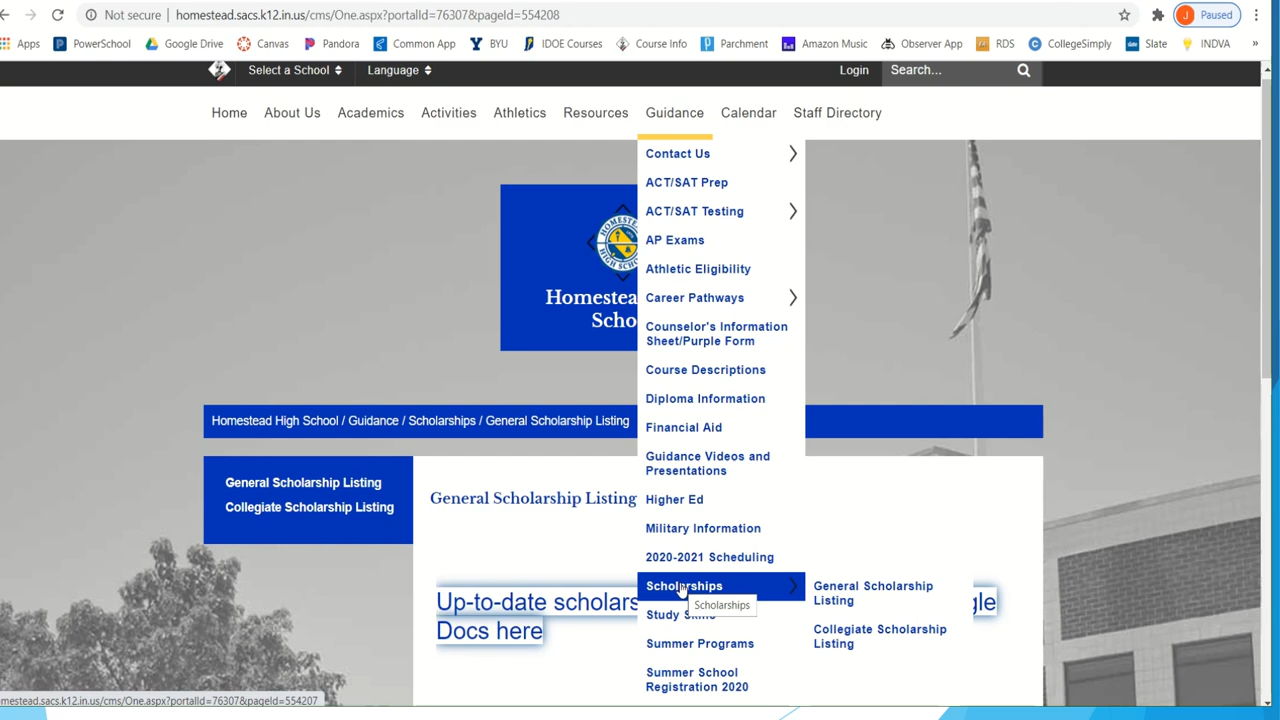 Not secure | homestead.sacs.k12.in.us/cms/One.aspx?portalId=76307&pageId=554208
J Paused
Apps PowerSchool Google Drive Canvas Pandora Common App BYU IDOE Courses Course Info Parchment Amazon Music Observer App RDS CollegeSimply Slate INDVA »
Select a School Language Login Search...
Home About Us Academics Activities Athletics Resources Guidance Calendar Staff Directory
Contact Us
ACT/SAT Prep
ACT/SAT Testing
AP Exams
Athletic Eligibility
Career Pathways
Counselor's Information
Sheet/Purple Form
Course Descriptions
Diploma Information
Financial Aid
Guidance Videos and
Presentations
Higher Ed
Military Information
2020-2021 Scheduling
Scholarships
Scholarships
Study Skills
Summer Programs
Summer School
Registration 2020
General Scholarship
Listing
Collegiate Scholarship
Listing
HOMESTEAD
HIGH SCHOOL
Homestea
Scho
Homestead High School / Guidance / Scholarships / General Scholarship Listing
General Scholarship Listing
Collegiate Scholarship Listing
General Scholarship Listing
Up-to-date scholars gle
Docs here
mestead.sacs.k12.in.us/cms/One.aspx?portalId=76307&pageId=554207